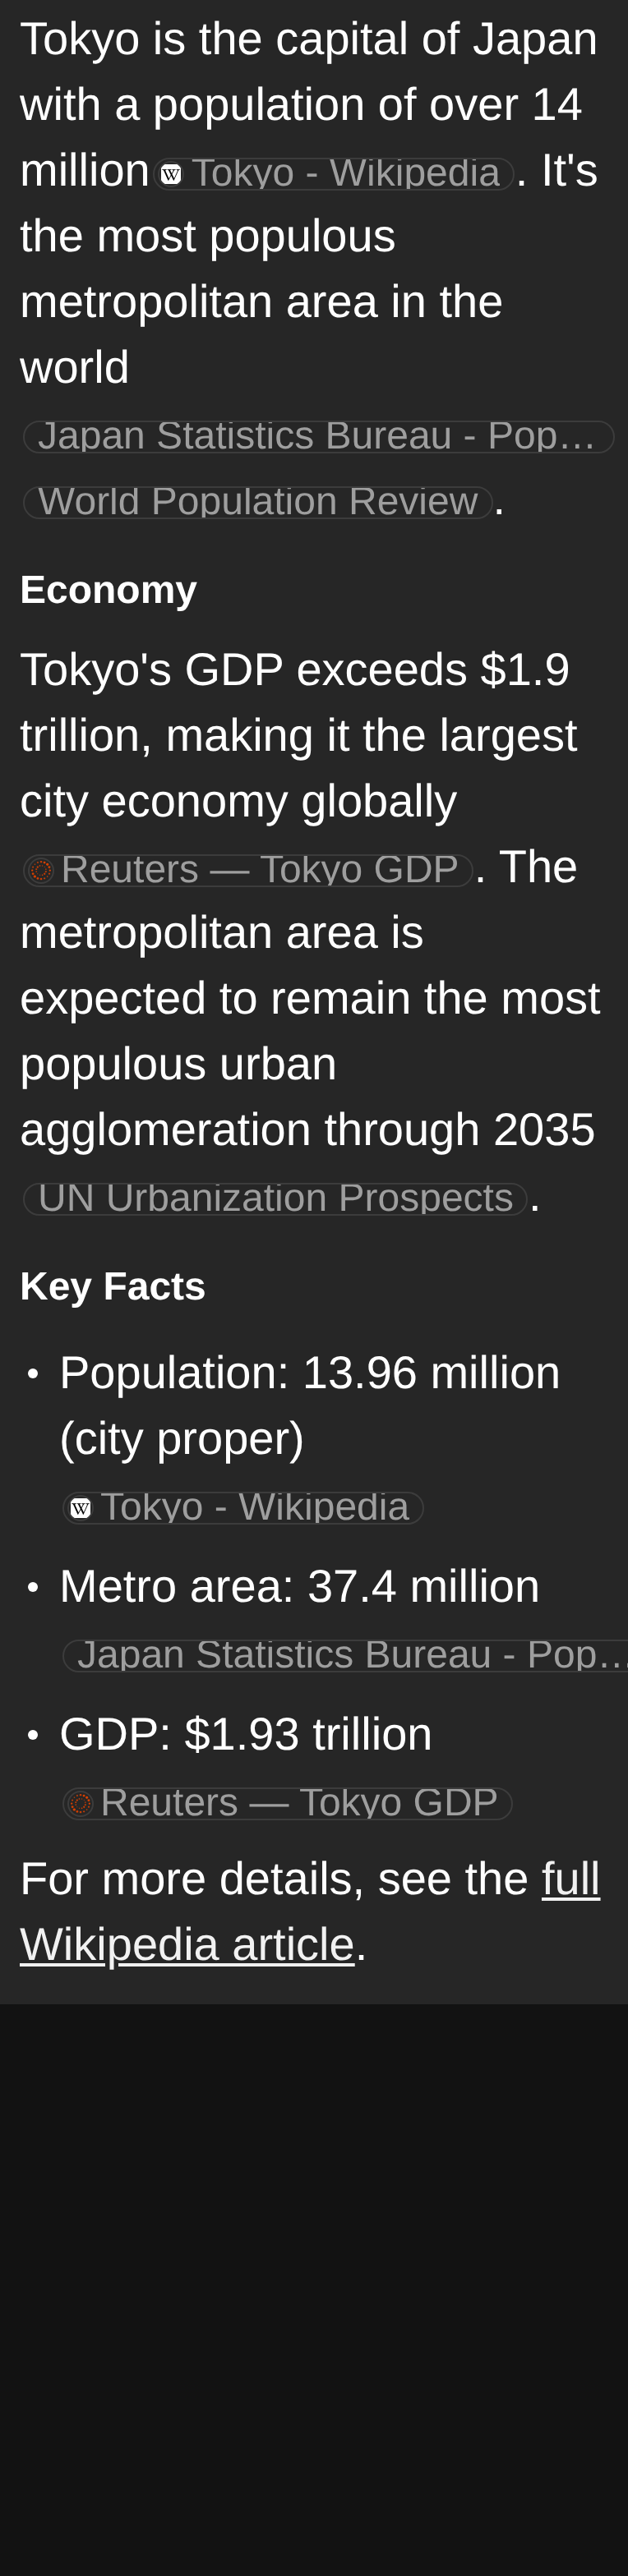 Tokyo is the capital of Japan
with a population of over 14
million W Tokyo - Wikipedia . It's
the most populous
metropolitan area in the
world
Japan Statistics Bureau - Pop…
World Population Review .
Economy
Tokyo's GDP exceeds $1.9
trillion, making it the largest
city economy globally
Reuters — Tokyo GDP . The
metropolitan area is
expected to remain the most
populous urban
agglomeration through 2035
UN Urbanization Prospects .
Key Facts
• Population: 13.96 million
(city proper)
W Tokyo - Wikipedia
• Metro area: 37.4 million
Japan Statistics Bureau - Pop…
• GDP: $1.93 trillion
Reuters — Tokyo GDP
For more details, see the full
Wikipedia article.